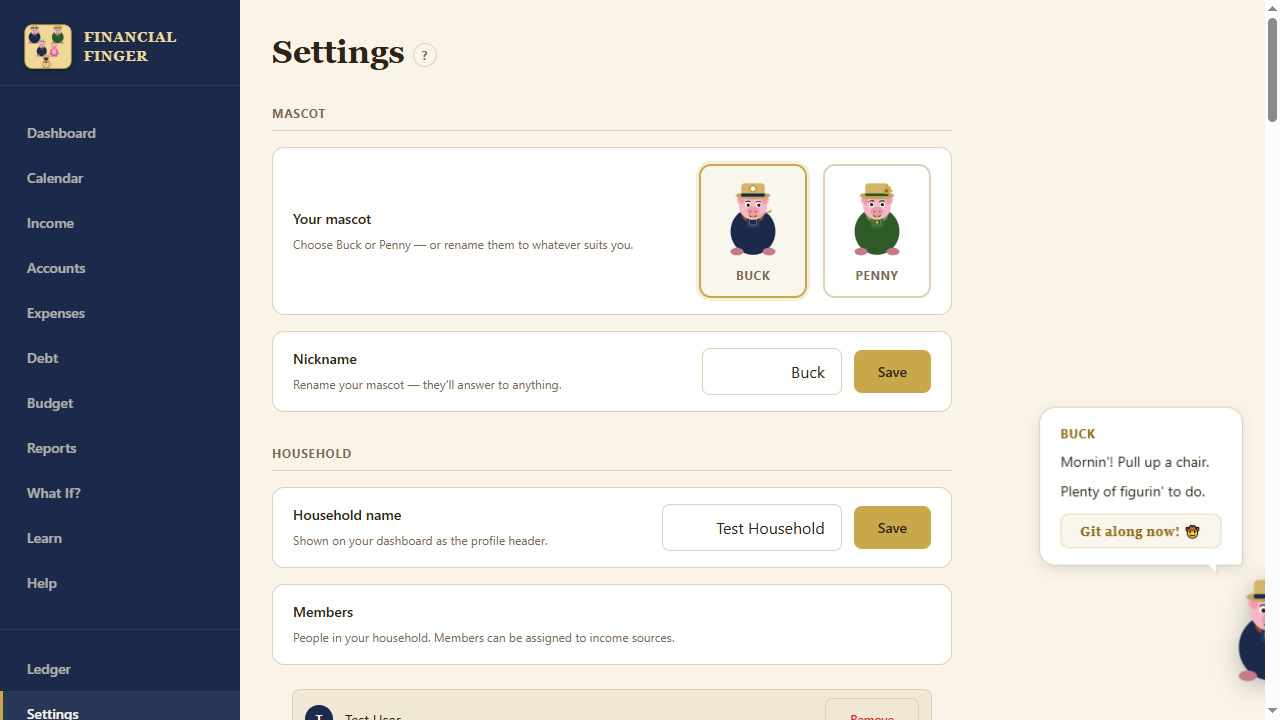 FINANCIAL
FINGER
Dashboard
Calendar
Income
Accounts
Expenses
Debt
Budget
Reports
What If?
Learn
Help
Ledger
Settings
Settings ?
MASCOT
Your mascot
Choose Buck or Penny — or rename them to whatever suits you.
BUCK
PENNY
Nickname
Rename your mascot — they'll answer to anything.
Buck
Save
HOUSEHOLD
Household name
Shown on your dashboard as the profile header.
Test Household
Save
Members
People in your household. Members can be assigned to income sources.
T
Test User
Remove
BUCK
Mornin'! Pull up a chair.
Plenty of figurin' to do.
Git along now! 🤠